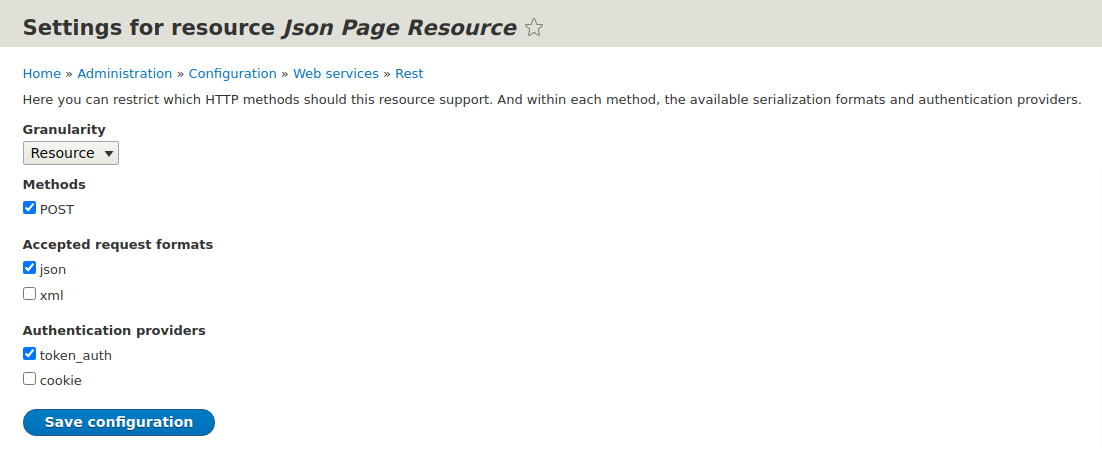 Settings for resource Json Page Resource
Home » Administration » Configuration » Web services » Rest
Here you can restrict which HTTP methods should this resource support. And within each method, the available serialization formats and authentication providers.
Granularity
Resource
Methods
POST
Accepted request formats
json
xml
Authentication providers
token_auth
cookie
Save configuration